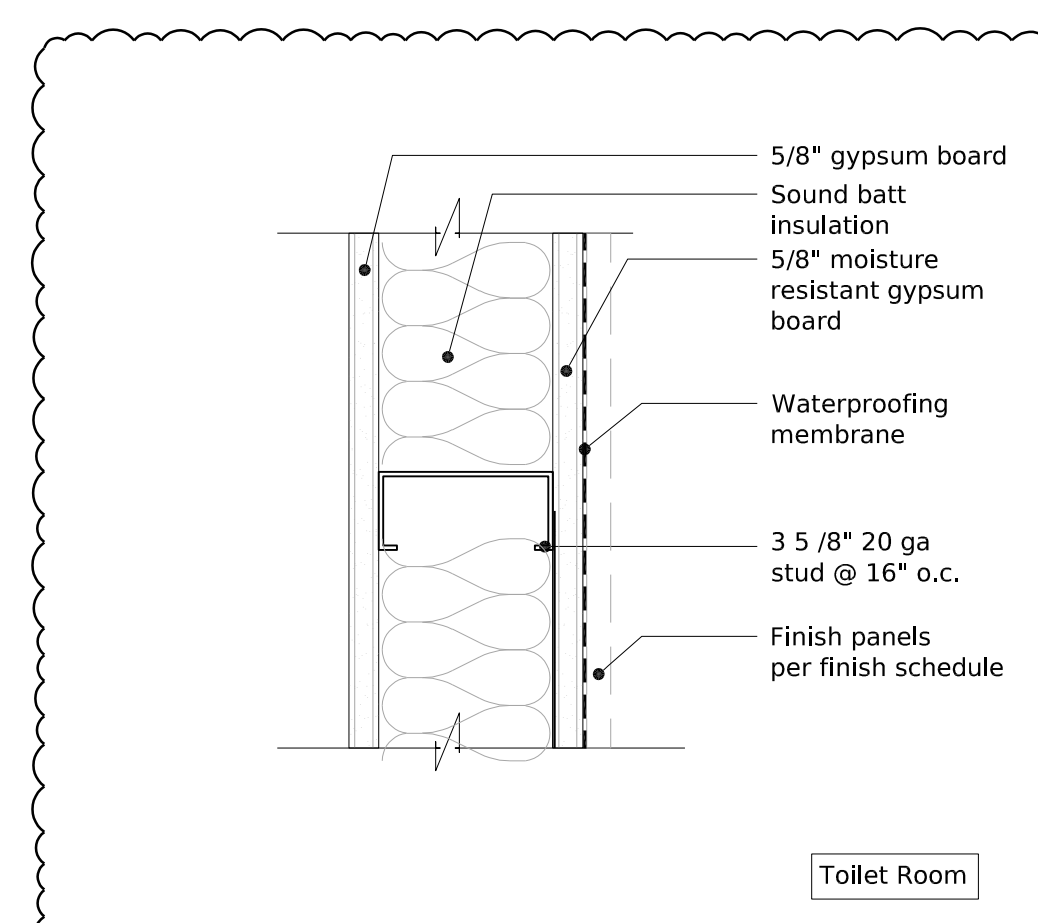 5/8" gypsum board
Sound batt
insulation
5/8" moisture
resistant gypsum
board
Waterproofing
membrane
3 5 /8" 20 ga
stud @ 16" o.c.
Finish panels
per finish schedule
Toilet Room